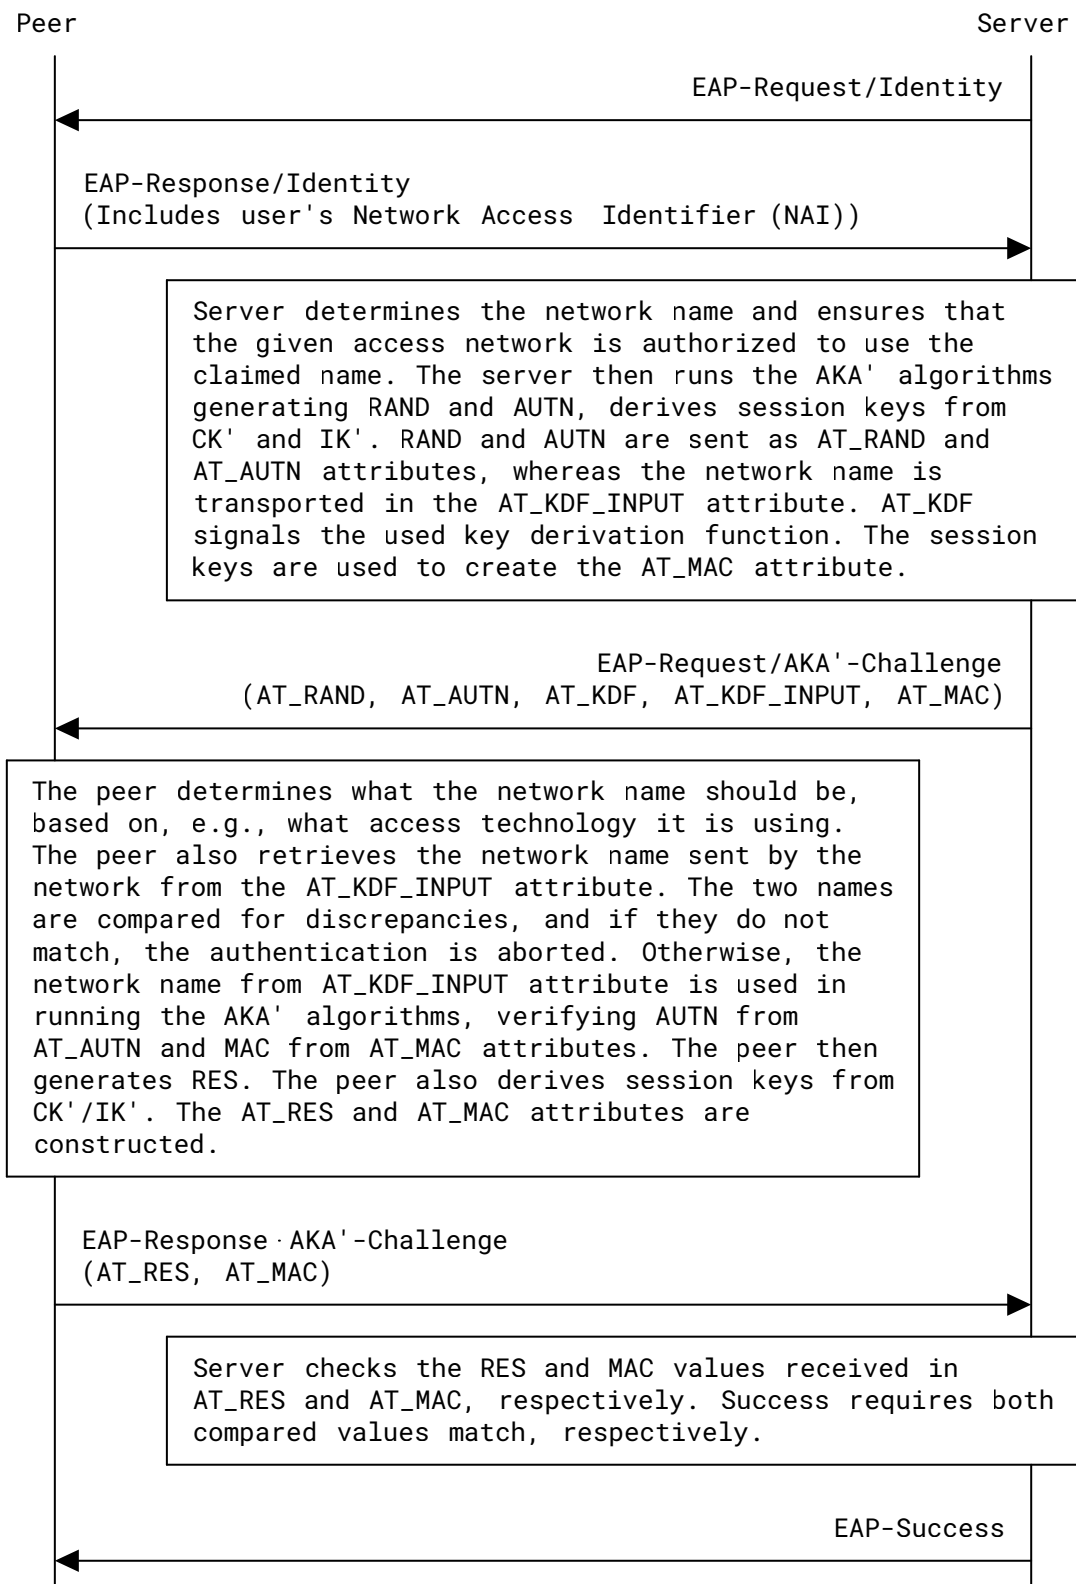 Peer Server
EAP-Request/Identity
EAP-Response/Identity
(Includes user's Network Access Identifier (NAI))
Server determines the network name and ensures that
the given access network is authorized to use the
claimed name. The server then runs the AKA' algorithms
generating RAND and AUTN, derives session keys from
CK' and IK'. RAND and AUTN are sent as AT_RAND and
AT_AUTN attributes, whereas the network name is
transported in the AT_KDF_INPUT attribute. AT_KDF
signals the used key derivation function. The session
keys are used to create the AT_MAC attribute.
EAP-Request/AKA'-Challenge
(AT_RAND, AT_AUTN, AT_KDF, AT_KDF_INPUT, AT_MAC)
The peer determines what the network name should be,
based on, e.g., what access technology it is using.
The peer also retrieves the network name sent by the
network from the AT_KDF_INPUT attribute. The two names
are compared for discrepancies, and if they do not
match, the authentication is aborted. Otherwise, the
network name from AT_KDF_INPUT attribute is used in
running the AKA' algorithms, verifying AUTN from
AT_AUTN and MAC from AT_MAC attributes. The peer then
generates RES. The peer also derives session keys from
CK'/IK'. The AT_RES and AT_MAC attributes are
constructed.
EAP-Response · AKA'-Challenge
(AT_RES, AT_MAC)
Server checks the RES and MAC values received in
AT_RES and AT_MAC, respectively. Success requires both
compared values match, respectively.
EAP-Success